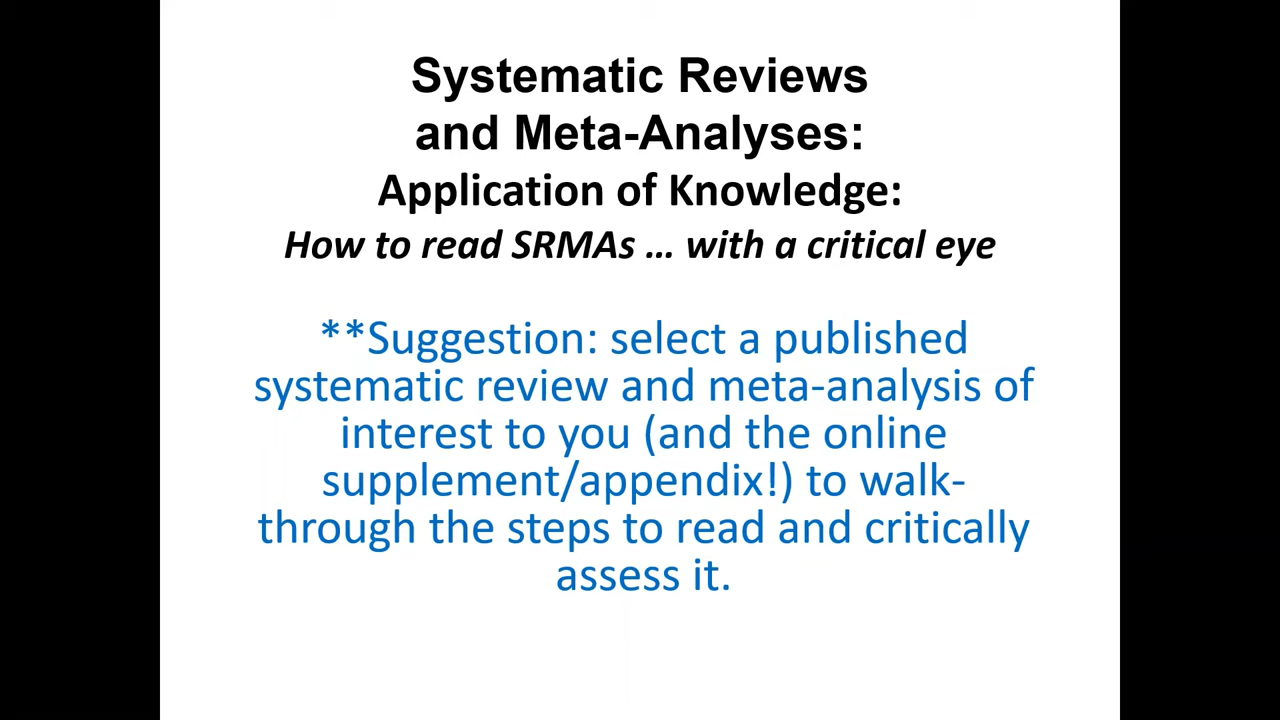 Systematic Reviews
and Meta-Analyses:
Application of Knowledge:
How to read SRMAs … with a critical eye
**Suggestion: select a published
systematic review and meta-analysis of
interest to you (and the online
supplement/appendix!) to walk-
through the steps to read and critically
assess it.